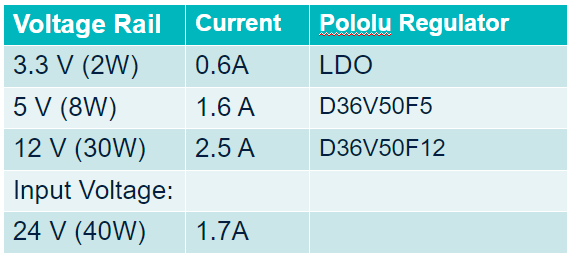 Voltage Rail Current Pololu Regulator
3.3 V (2W) 0.6A LDO
5 V (8W) 1.6 A D36V50F5
12 V (30W) 2.5 A D36V50F12
Input Voltage:
24 V (40W) 1.7A